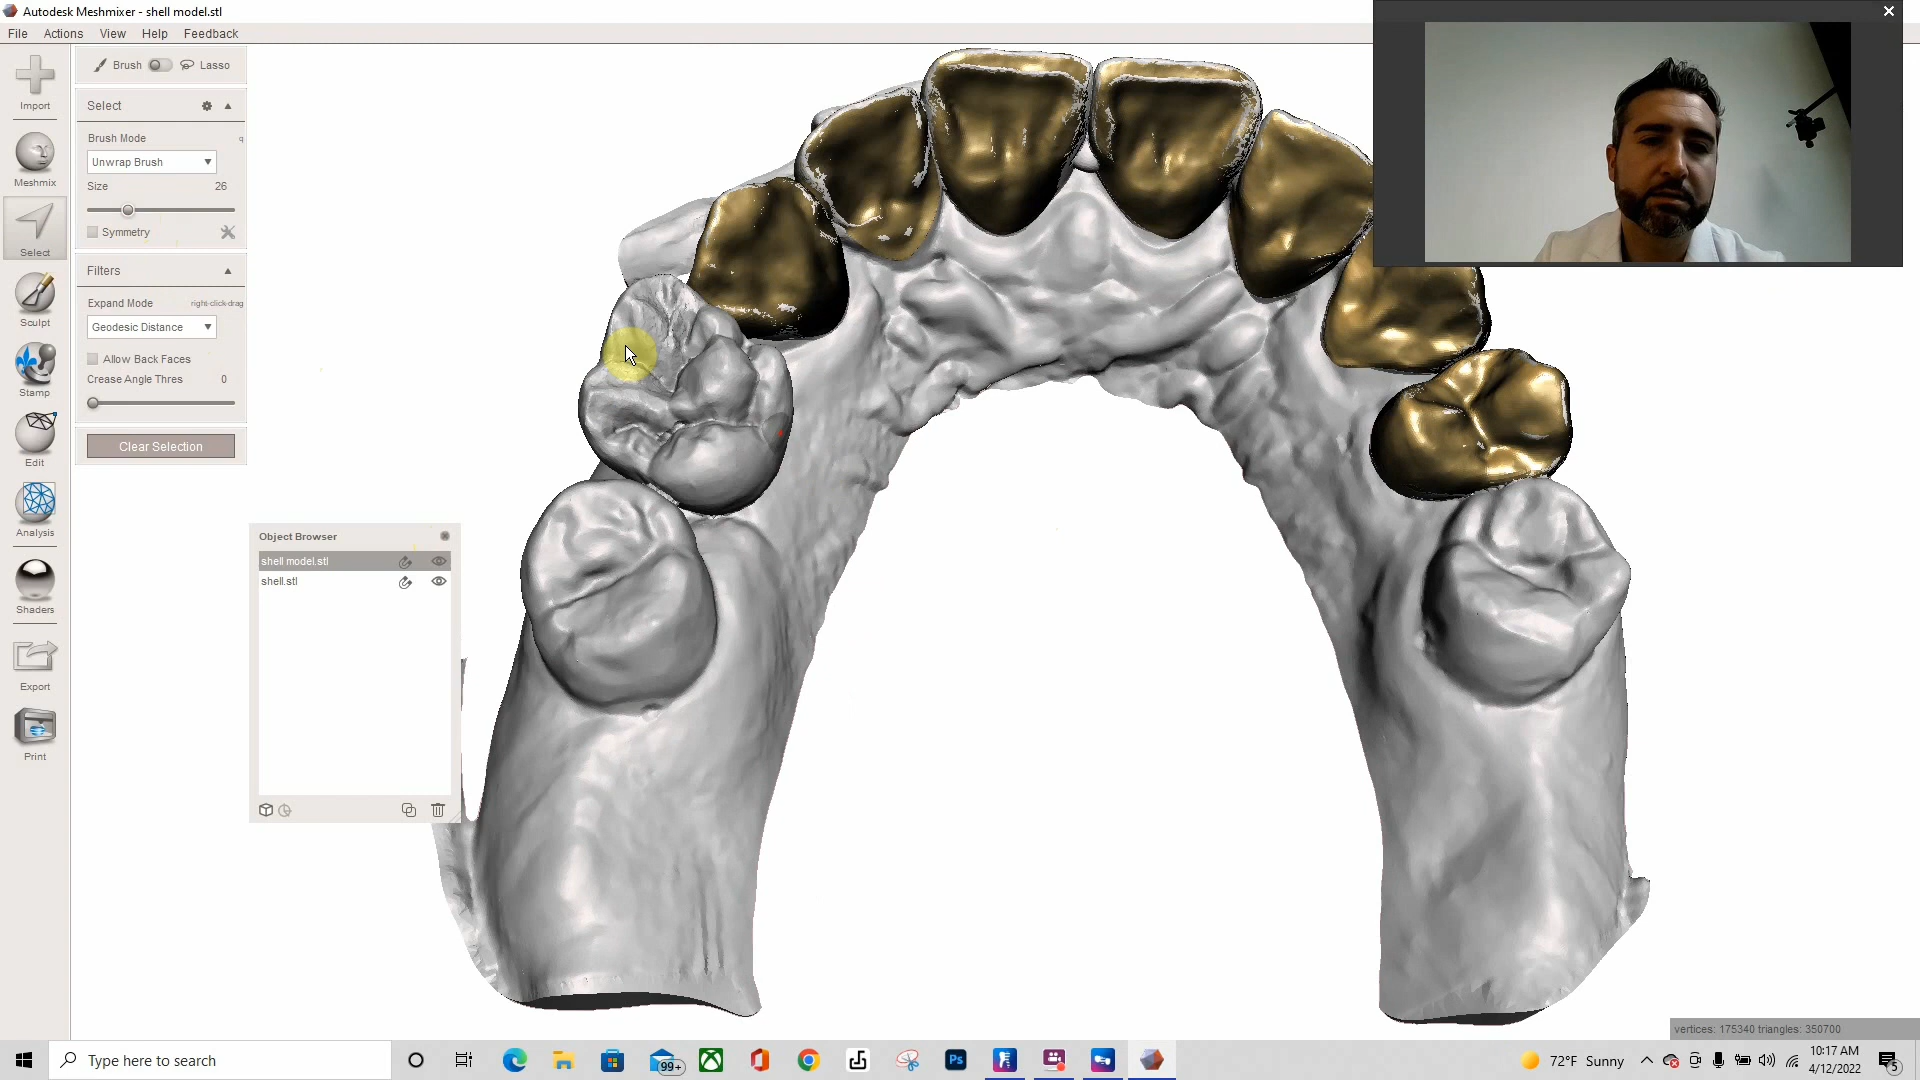 Autodesk Meshmixer - shell model.stl
File Actions View Help Feedback
Import
Meshmix
Select
Sculpt
Stamp
Edit
Analysis
Shaders
Export
Print
Brush Lasso
Select
Brush Mode q
Unwrap Brush
Size 26
Symmetry
Filters
Expand Mode right-click-drag
Geodesic Distance
Allow Back Faces
Crease Angle Thres 0
Clear Selection
Object Browser
shell model.stl
shell.stl
vertices: 175340 triangles: 350700
Type here to search
99+
Ps
72°F Sunny
10:17 AM
4/12/2022
5